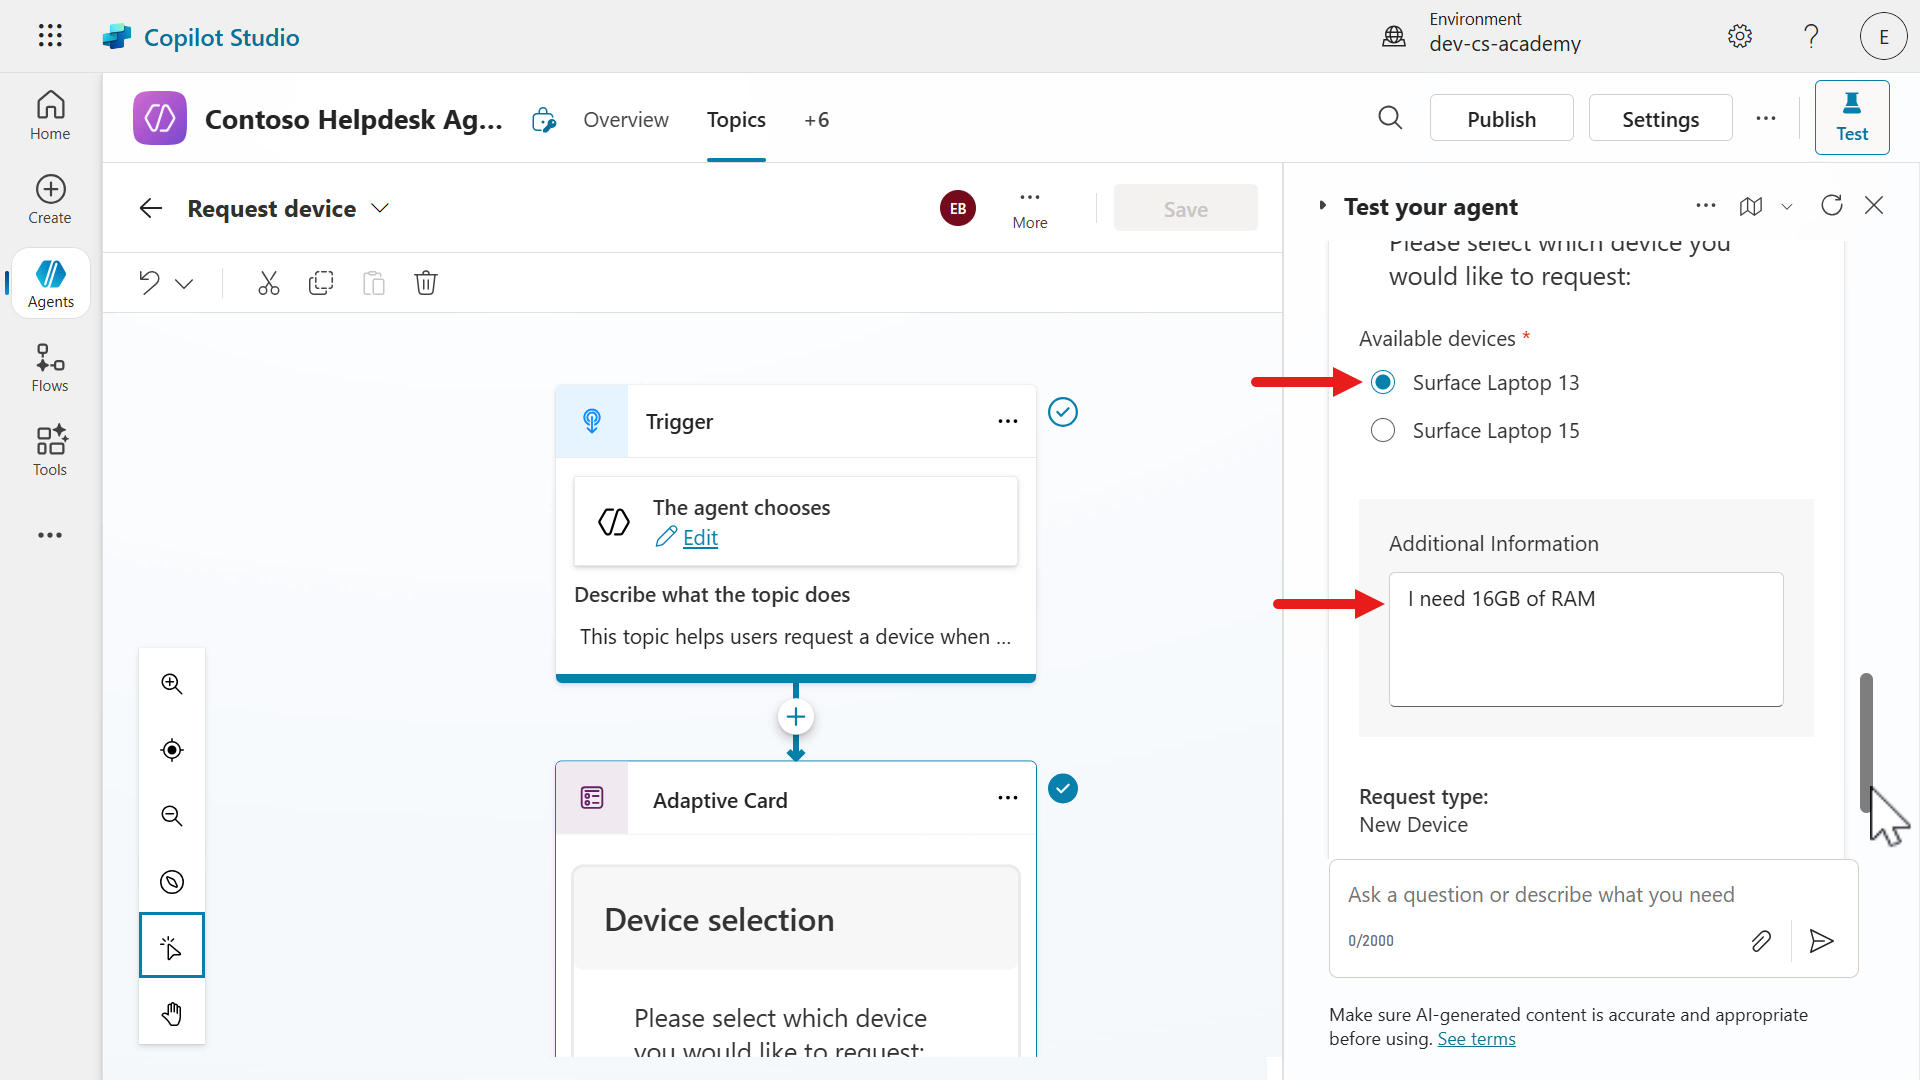 Copilot Studio
Environment
dev-cs-academy
E
Home
Create
Agents
Flows
Tools
Contoso Helpdesk Ag...
Overview
Topics
+6
Publish
Settings
Test
Request device
EB
More
Save
Trigger
The agent chooses
Edit
Describe what the topic does
This topic helps users request a device when ...
Adaptive Card
Device selection
Please select which device
you would like to request:
Test your agent
Please select which device you
would like to request:
Available devices *
Surface Laptop 13
Surface Laptop 15
Additional Information
I need 16GB of RAM
Request type:
New Device
Ask a question or describe what you need
0/2000
Make sure AI-generated content is accurate and appropriate
before using. See terms